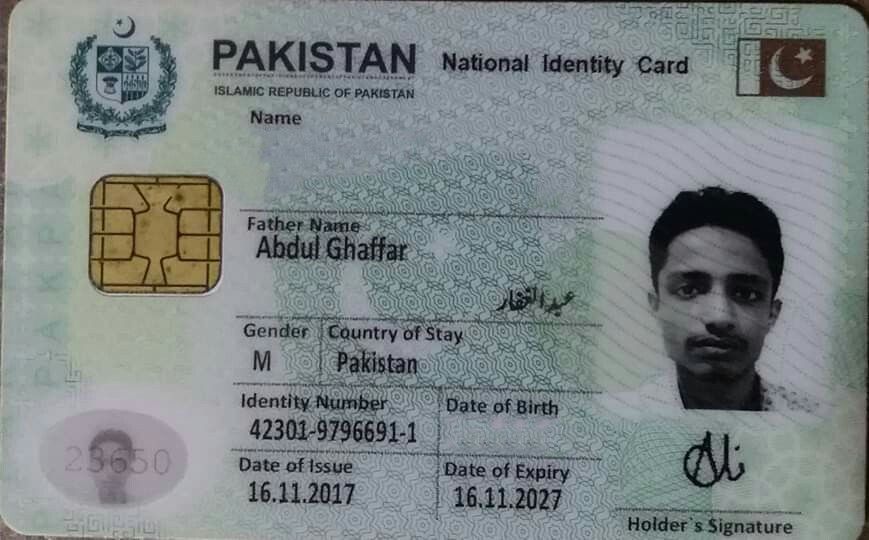 PAKISTAN National Identity Card
ISLAMIC REPUBLIC OF PAKISTAN
Name
Father Name
Abdul Ghaffar
عبدالغفار
Gender Country of Stay
M Pakistan
Identity Number Date of Birth
42301-9796691-1
Date of Issue Date of Expiry
16.11.2017 16.11.2027
23650
Ali
Holder`s Signature